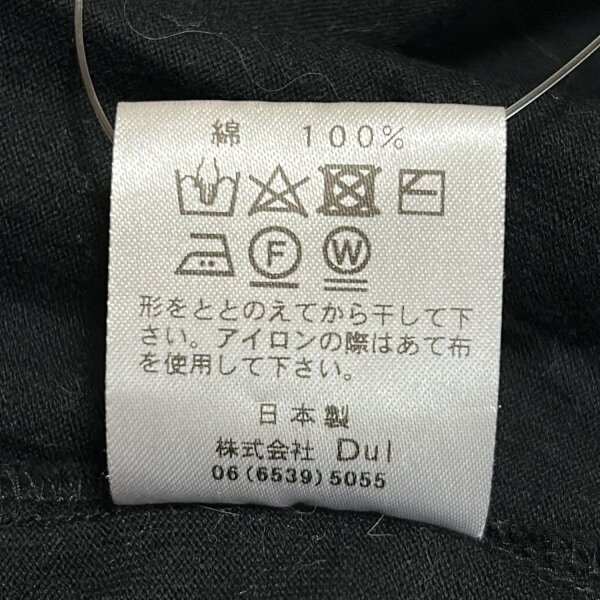 綿 100%
F W
形をととのえてから干して下
さい。アイロンの際はあて布
を使用して下さい。
日本製
株式会社 Dul
06(6539)5055